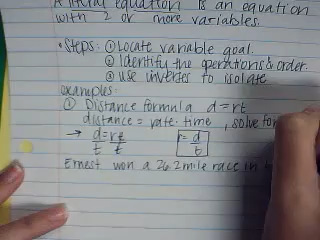 A literal equation is an equation
with 2 or more variables.
• Steps: ① Locate variable goal.
② Identify the operations & order.
③ Use inverses to isolate
examples:
① Distance formula d=rt
distance = rate · time, solve for
→ d=rt r=d
t t t
Ernest won a 26.2 mile race in